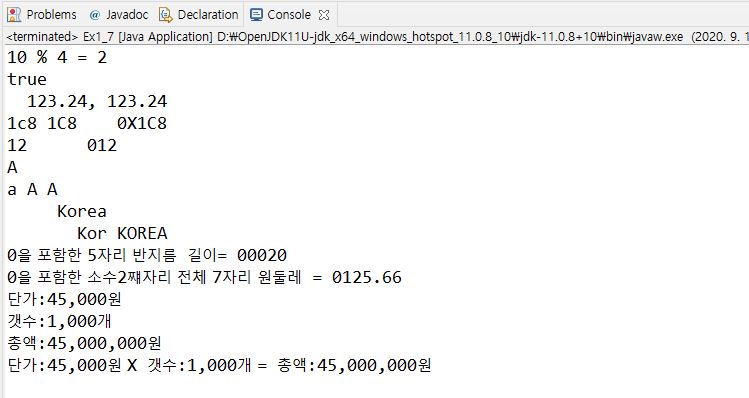 Problems @ Javadoc Declaration Console
<terminated> Ex1_7 [Java Application] D:₩OpenJDK11U-jdk_x64_windows_hotspot_11.0.8_10₩jdk-11.0.8+10₩bin₩javaw.exe (2020. 9. 1
10 % 4 = 2
true
  123.24, 123.24
1c8 1C8    0X1C8
12      012
A
a A A
     Korea
       Kor KOREA
0을 포함한 5자리 반지름 길이= 00020
0을 포함한 소수2쨰자리 전체 7자리 원둘레 = 0125.66
단가:45,000원
갯수:1,000개
총액:45,000,000원
단가:45,000원 X 갯수:1,000개 = 총액:45,000,000원